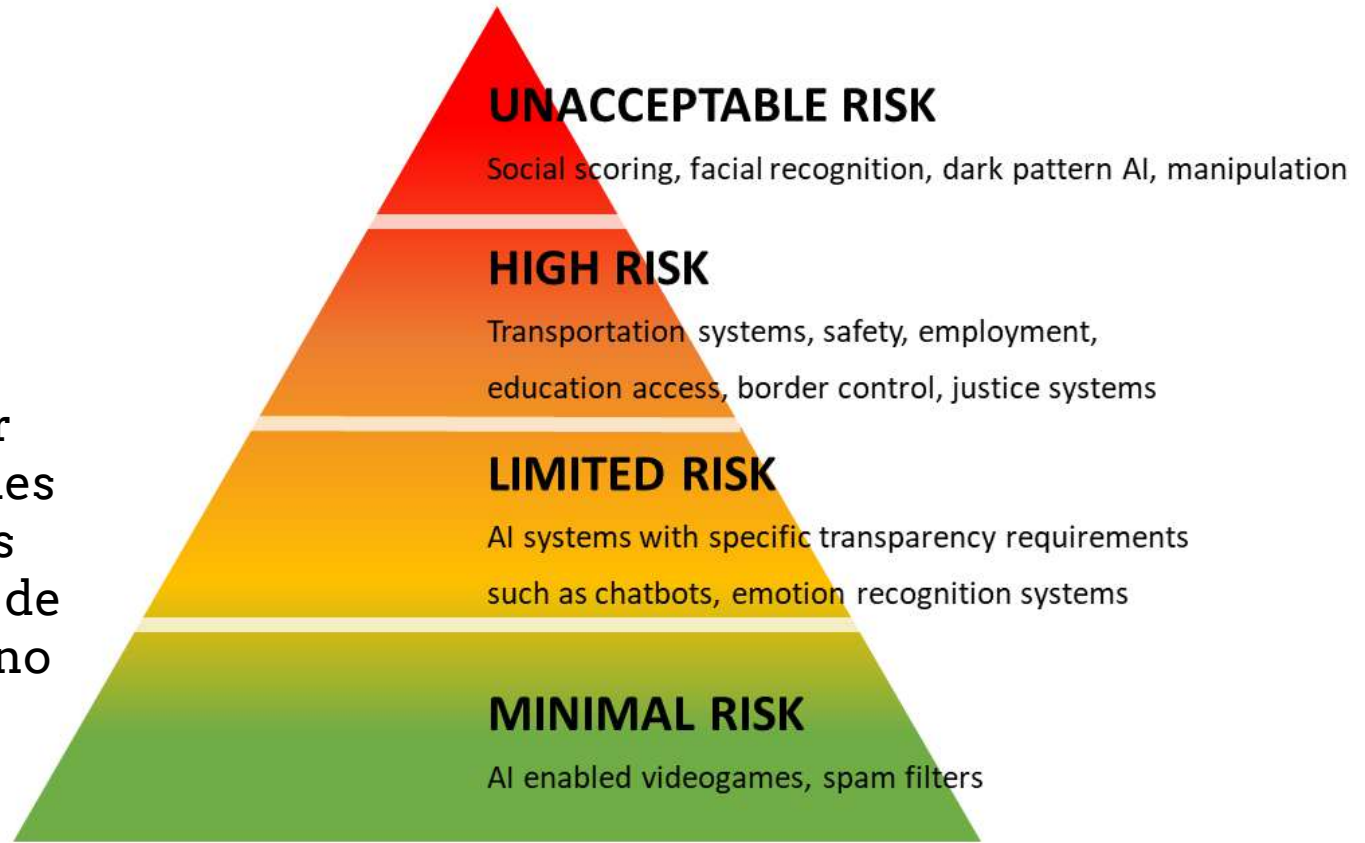 UNACCEPTABLE RISK
Social scoring, facial recognition, dark pattern AI, manipulation
HIGH RISK
Transportation systems, safety, employment,
education access, border control, justice systems
LIMITED RISK
AI systems with specific transparency requirements
such as chatbots, emotion recognition systems
de
no
MINIMAL RISK
AI enabled videogames, spam filters